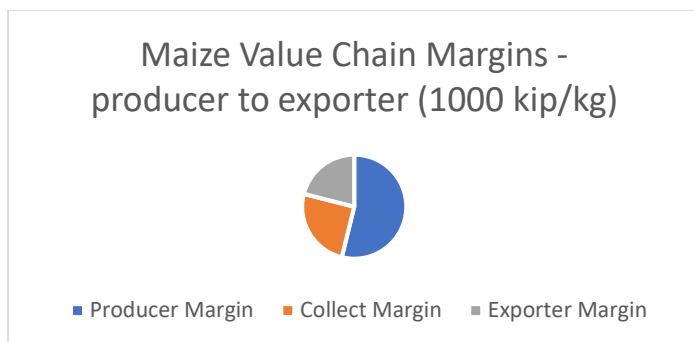 Maize Value Chain Margins -
producer to exporter (1000 kip/kg)
Producer Margin Collect Margin Exporter Margin